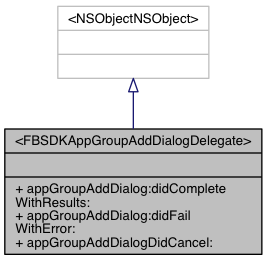 <NSObjectNSObject>
<FBSDKAppGroupAddDialogDelegate>
+ appGroupAddDialog:didComplete
WithResults:
+ appGroupAddDialog:didFail
WithError:
+ appGroupAddDialogDidCancel: